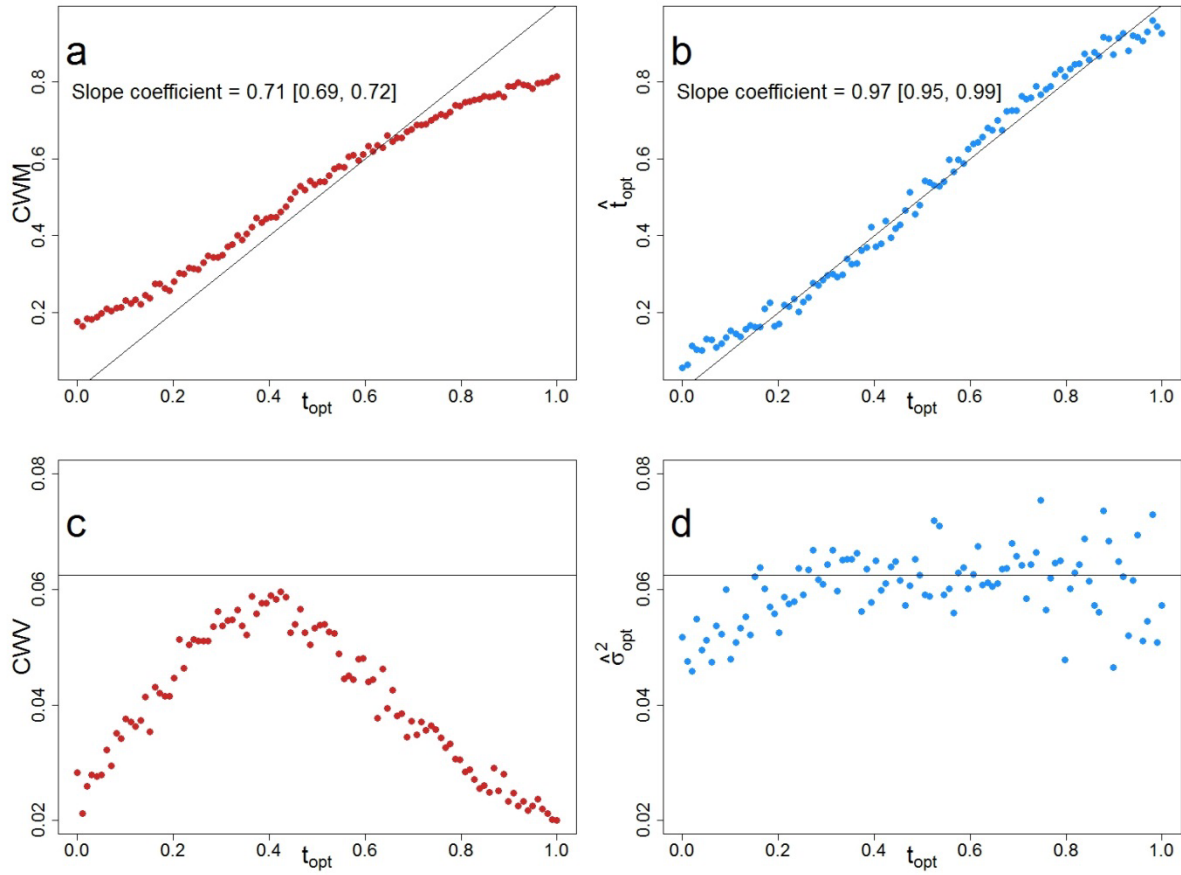 a
Slope coefficient = 0.71 [0.69, 0.72]
CWM
0.2 0.4 0.6 0.8
0.0 0.2 0.4 0.6 0.8 1.0
t_opt
b
Slope coefficient = 0.97 [0.95, 0.99]
t̂_opt
0.2 0.4 0.6 0.8
0.0 0.2 0.4 0.6 0.8 1.0
t_opt
c
CWV
0.02 0.04 0.06 0.08
0.0 0.2 0.4 0.6 0.8 1.0
t_opt
d
σ̂²_opt
0.02 0.04 0.06 0.08
0.0 0.2 0.4 0.6 0.8 1.0
t_opt